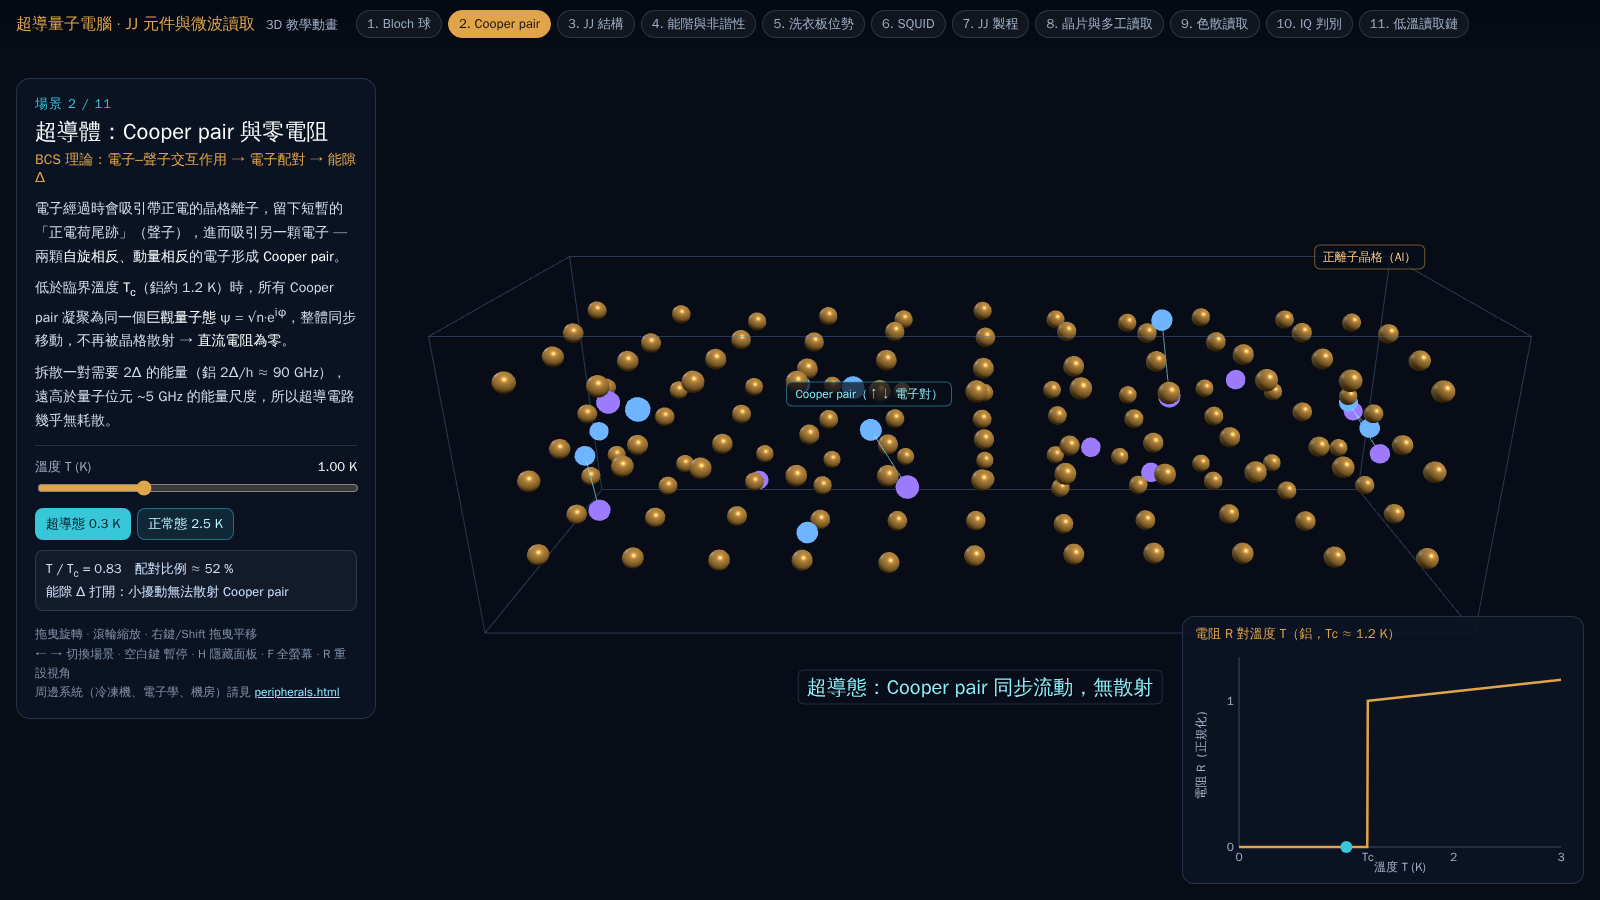 超導量子電腦 · JJ 元件與微波讀取 3D 教學動畫 1. Bloch 球 2. Cooper pair 3. JJ 結構 4. 能階與非諧性 5. 洗衣板位勢 6. SQUID 7. JJ 製程 8. 晶片與多工讀取 9. 色散讀取 10. IQ 判別 11. 低溫讀取鏈
場景 2 / 11
超導體：Cooper pair 與零電阻
BCS 理論：電子–聲子交互作用 → 電子配對 → 能隙
Δ
電子經過時會吸引帶正電的晶格離子，留下短暫的
「正電荷尾跡」（聲子），進而吸引另一顆電子 —
兩顆自旋相反、動量相反的電子形成 Cooper pair。
低於臨界溫度 Tc（鋁約 1.2 K）時，所有 Cooper
pair 凝聚為同一個巨觀量子態 ψ = √n·e^iφ，整體同步
移動，不再被晶格散射 → 直流電阻為零。
拆散一對需要 2Δ 的能量（鋁 2Δ/h ≈ 90 GHz），
遠高於量子位元 ~5 GHz 的能量尺度，所以超導電路
幾乎無耗散。
溫度 T (K) 1.00 K
超導態 0.3 K 正常態 2.5 K
T / Tc = 0.83 配對比例 ≈ 52 %
能隙 Δ 打開：小擾動無法散射 Cooper pair
拖曳旋轉 · 滾輪縮放 · 右鍵/Shift 拖曳平移
← → 切換場景 · 空白鍵 暫停 · H 隱藏面板 · F 全螢幕 · R 重
設視角
周邊系統（冷凍機、電子學、機房）請見 peripherals.html
正離子晶格（Al）
Cooper pair（↑ ↓ 電子對）
超導態：Cooper pair 同步流動，無散射
電阻 R 對溫度 T（鋁，Tc ≈ 1.2 K）
電阻 R（正規化）
1
0
0 Tc 2 3
溫度 T (K)